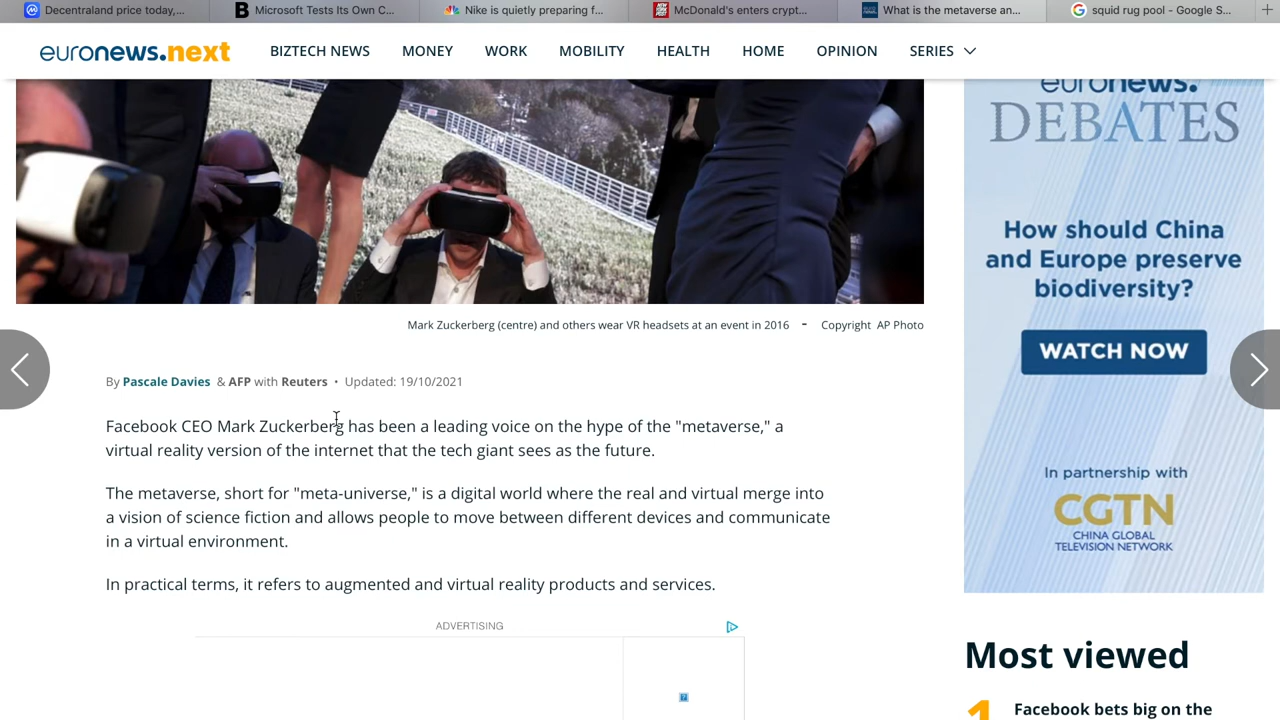 Decentraland price today,...
Microsoft Tests Its Own C...
Nike is quietly preparing f...
McDonald's enters crypt...
What is the metaverse an...
squid rug pool - Google S...
euronews.next
BIZTECH NEWS
MONEY
WORK
MOBILITY
HEALTH
HOME
OPINION
SERIES
euronews.
DEBATES
How should China
and Europe preserve
biodiversity?
WATCH NOW
In partnership with
CGTN
CHINA GLOBAL
TELEVISION NETWORK
Mark Zuckerberg (centre) and others wear VR headsets at an event in 2016 - Copyright AP Photo
By Pascale Davies & AFP with Reuters • Updated: 19/10/2021
Facebook CEO Mark Zuckerberg has been a leading voice on the hype of the "metaverse," a
virtual reality version of the internet that the tech giant sees as the future.
The metaverse, short for "meta-universe," is a digital world where the real and virtual merge into
a vision of science fiction and allows people to move between different devices and communicate
in a virtual environment.
In practical terms, it refers to augmented and virtual reality products and services.
ADVERTISING
Most viewed
1 Facebook bets big on the